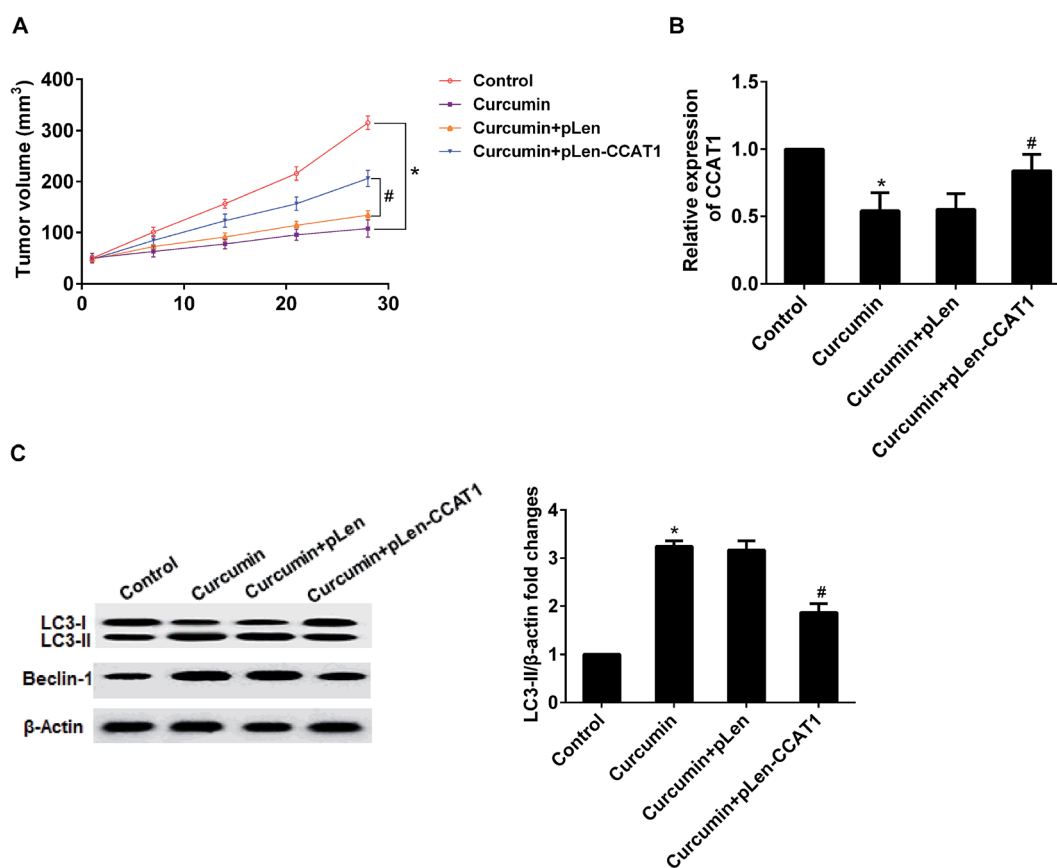 A
Tumor volume (mm³)
400
300
200
100
0
0
10
20
30
Control
Curcumin
Curcumin+pLen
Curcumin+pLen-CCAT1
*
#
B
Relative expression
of CCAT1
1.5
1.0
0.5
0.0
*
#
Control
Curcumin
Curcumin+pLen
Curcumin+pLen-CCAT1
C
Control
Curcumin
Curcumin+pLen
Curcumin+pLen-CCAT1
LC3-I
LC3-II
Beclin-1
β-Actin
LC3-II/β-actin fold changes
4
3
2
1
0
*
#
Control
Curcumin
Curcumin+pLen
Curcumin+pLen-CCAT1